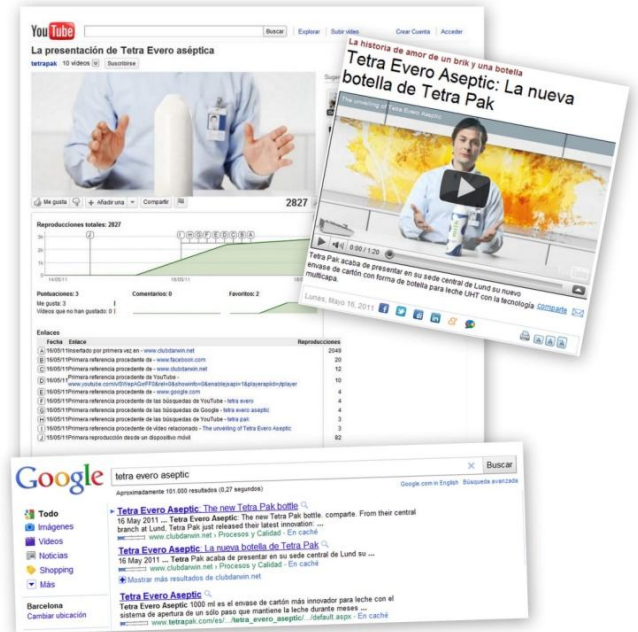 YouTube
Buscar
Explorar
Subir vídeo
Crear Cuenta
Acceder
La presentación de Tetra Evero aséptica
tetrapak 10 vídeos Suscribirse
Me gusta
Añadir una
Compartir
2827
Reproducciones totales: 2827
Puntuaciones: 3
Comentarios: 0
Favoritos: 2
Me gusta: 3
Vídeos que no han gustado: 0
Enlaces
Fecha Enlace Reproducciones
A 16/05/11 Insertado por primera vez en - www.clubdarwin.net 2049
B 16/05/11 Primera referencia procedente de - www.facebook.com 20
C 16/05/11 Primera referencia procedente de - www.clubdarwin.net 12
D 16/05/11 Primera referencia procedente de YouTube - 10
E 16/05/11 Primera referencia procedente de - www.google.com 4
F 16/05/11 Primera referencia procedente de las búsquedas de YouTube - tetra evero 4
G 16/05/11 Primera referencia procedente de las búsquedas de Google - tetra evero aseptic 4
H 16/05/11 Primera referencia procedente de las búsquedas de YouTube - tetra pak 3
I 16/05/11 Primera referencia procedente de vídeo relacionado - The unveiling of Tetra Evero Aseptic 3
J 15/05/11 Primera reproducción desde un dispositivo móvil 82
La historia de amor de un brik y una botella
Tetra Evero Aseptic: La nueva
botella de Tetra Pak
The unveiling of Tetra Evero Aseptic
0:00 / 1:20
Tetra Pak acaba de presentar en su sede central de Lund su nuevo
envase de cartón con forma de botella para leche UHT con la tecnología
multicapa.
comparte
Lunes, Mayo 16, 2011
Google
tetra evero aseptic
Buscar
Aproximadamente 101.000 resultados (0,27 segundos)
Google.com in English
Búsqueda avanzada
Todo
Imágenes
Vídeos
Noticias
Shopping
Más
Barcelona
Cambiar ubicación
Tetra Evero Aseptic: The new Tetra Pak bottle
16 May 2011 ... Tetra Evero Aseptic: The new Tetra Pak bottle. comparte. From their central
branch at Lund, Tetra Pak just released their latest innovation: ...
www.clubdarwin.net › Procesos y Calidad - En caché
Tetra Evero Aseptic: La nueva botella de Tetra Pak
16 May 2011 ... Tetra Pak acaba de presentar en su sede central de Lund su ...
www.clubdarwin.net › Procesos y Calidad - En caché
Mostrar más resultados de clubdarwin.net
Tetra Evero Aseptic
Tetra Evero Aseptic 1000 ml es el envase de cartón más innovador para leche con el
sistema de apertura de un sólo paso que mantiene la leche durante meses ...
www.tetrapak.com/es/.../tetra_evero_aseptic/.../default.aspx - En caché